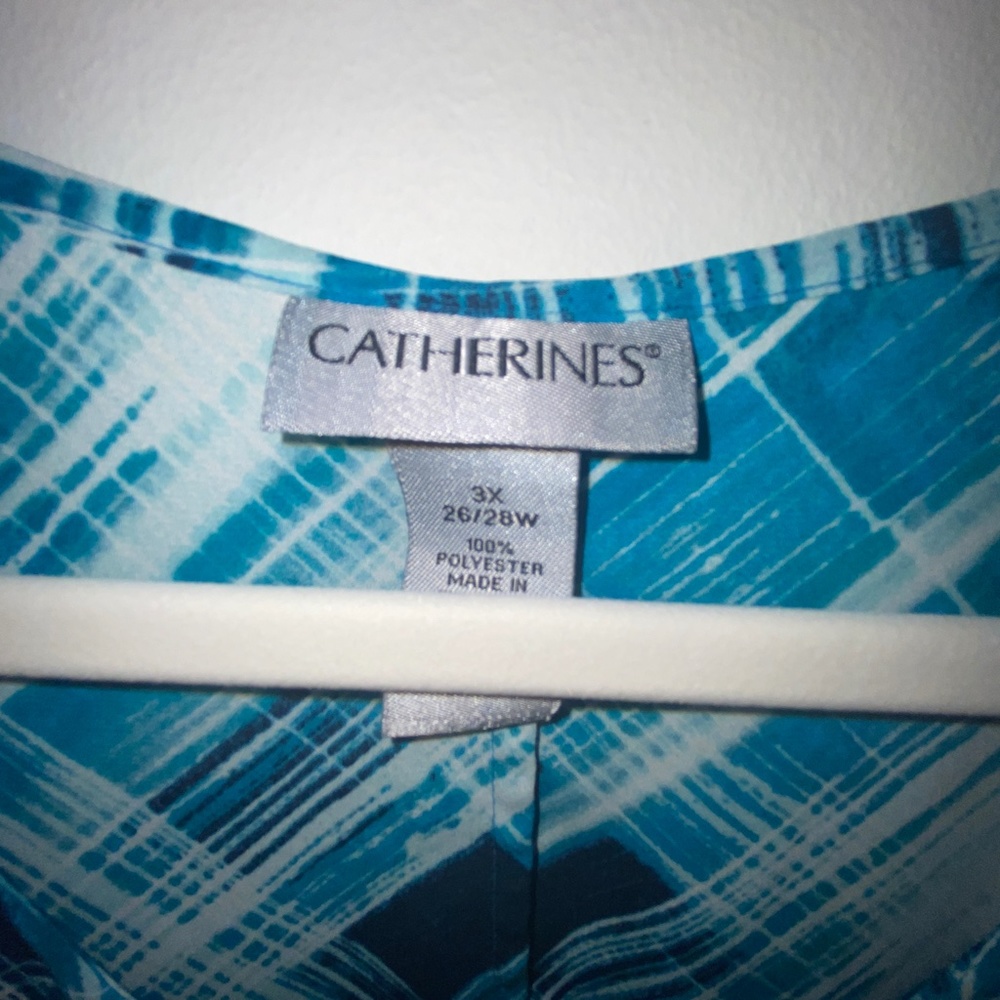 CATHERINES®
3X
26/28W
100%
POLYESTER
MADE IN